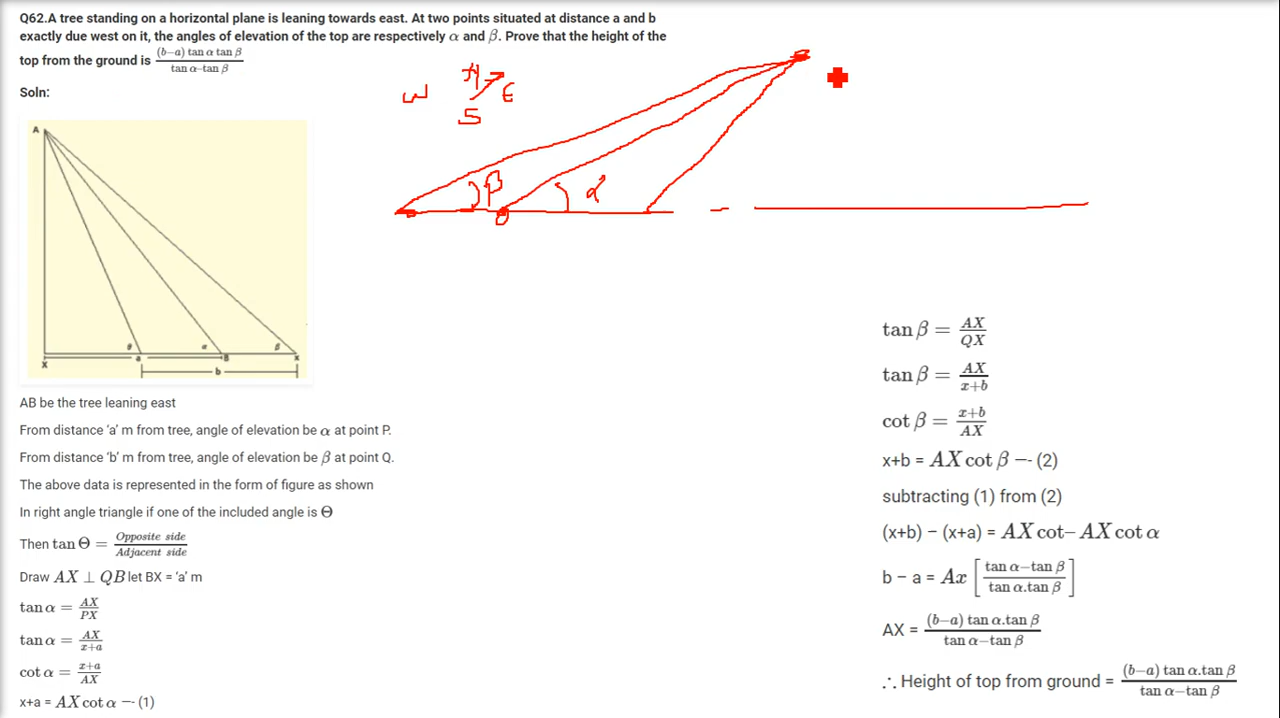 Q62.A tree standing on a horizontal plane is leaning towards east. At two points situated at distance a and b
exactly due west on it, the angles of elevation of the top are respectively α and β. Prove that the height of the
top from the ground is (b−a) tan α tan β / tan α−tan β
Soln:
W N E
S
β α
A
θ α β
X a B x
b
AB be the tree leaning east
From distance 'a' m from tree, angle of elevation be α at point P.
From distance 'b' m from tree, angle of elevation be β at point Q.
The above data is represented in the form of figure as shown
In right angle triangle if one of the included angle is Θ
Then tan Θ = Opposite side / Adjacent side
Draw AX ⊥ QB let BX = 'a' m
tan α = AX / PX
tan α = AX / x+a
cot α = x+a / AX
x+a = AX cot α −-- (1)
tan β = AX / QX
tan β = AX / x+b
cot β = x+b / AX
x+b = AX cot β −-- (2)
subtracting (1) from (2)
(x+b) − (x+a) = AX cot− AX cot α
b − a = Ax [ tan α−tan β / tan α.tan β ]
AX = (b−a) tan α.tan β / tan α−tan β
∴ Height of top from ground = (b−a) tan α.tan β / tan α−tan β